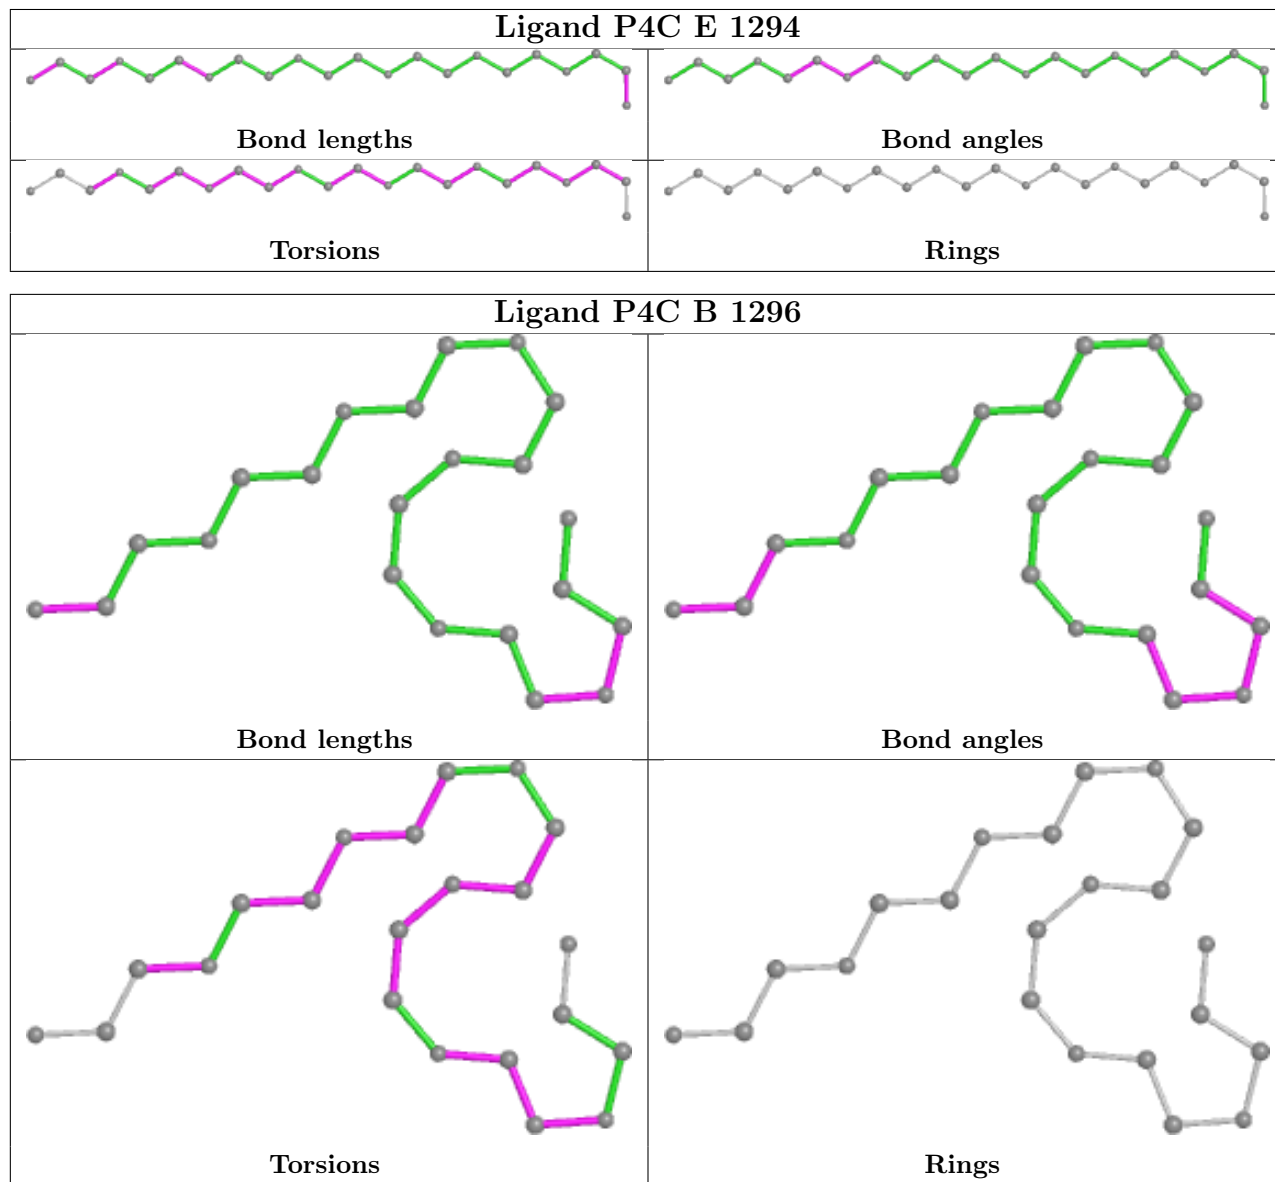 Ligand P4C E 1294
Bond lengths
Bond angles
Torsions
Rings
Ligand P4C B 1296
Bond lengths
Bond angles
Torsions
Rings